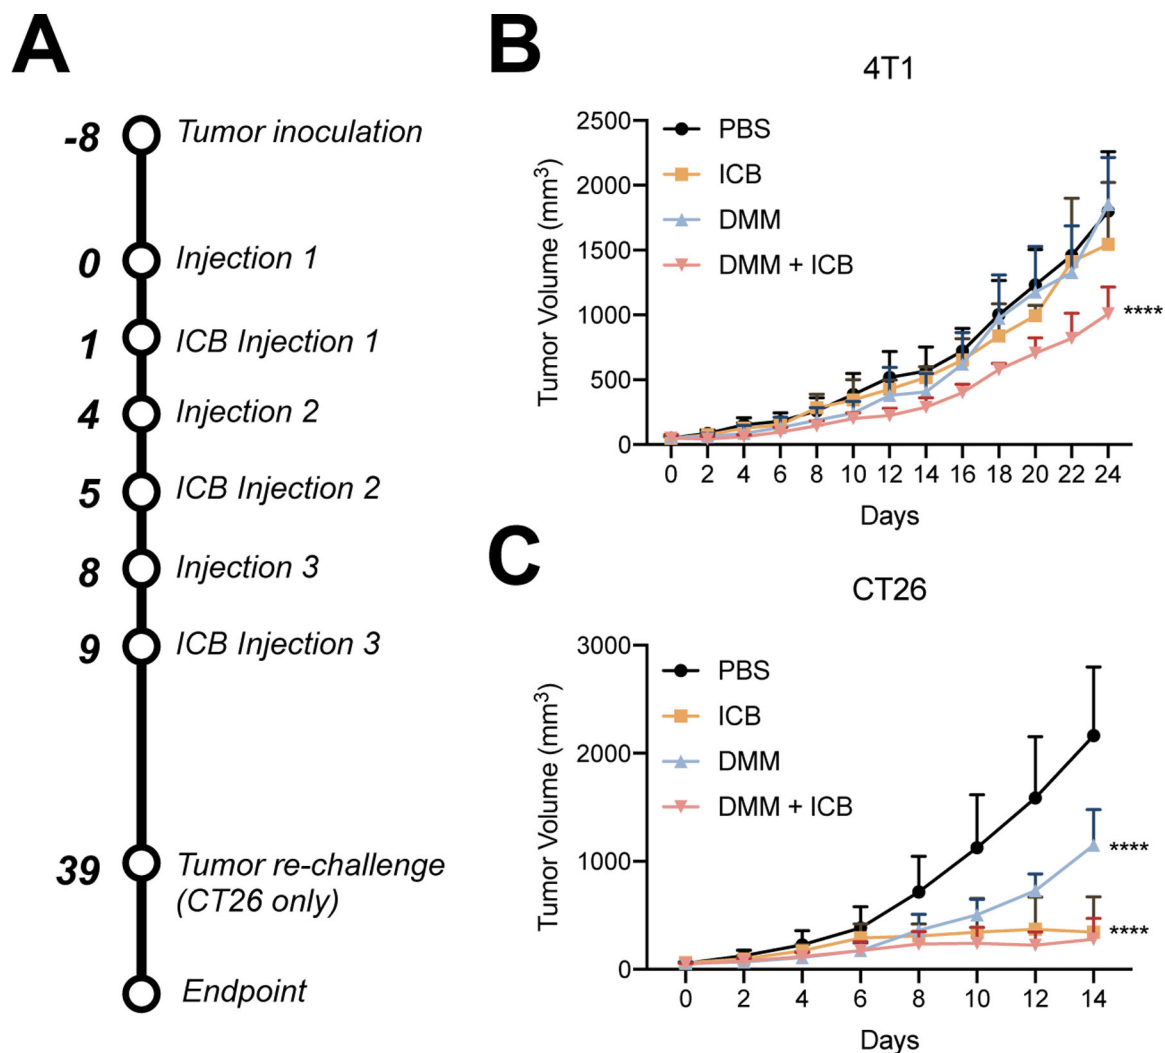 A
-8 Tumor inoculation
0 Injection 1
1 ICB Injection 1
4 Injection 2
5 ICB Injection 2
8 Injection 3
9 ICB Injection 3
39 Tumor re-challenge
(CT26 only)
Endpoint
B
4T1
Tumor Volume (mm³)
2500
2000
1500
1000
500
0
PBS
ICB
DMM
DMM + ICB
****
0 2 4 6 8 10 12 14 16 18 20 22 24
Days
C
CT26
Tumor Volume (mm³)
3000
2000
1000
0
PBS
ICB
DMM
DMM + ICB
****
****
0 2 4 6 8 10 12 14
Days